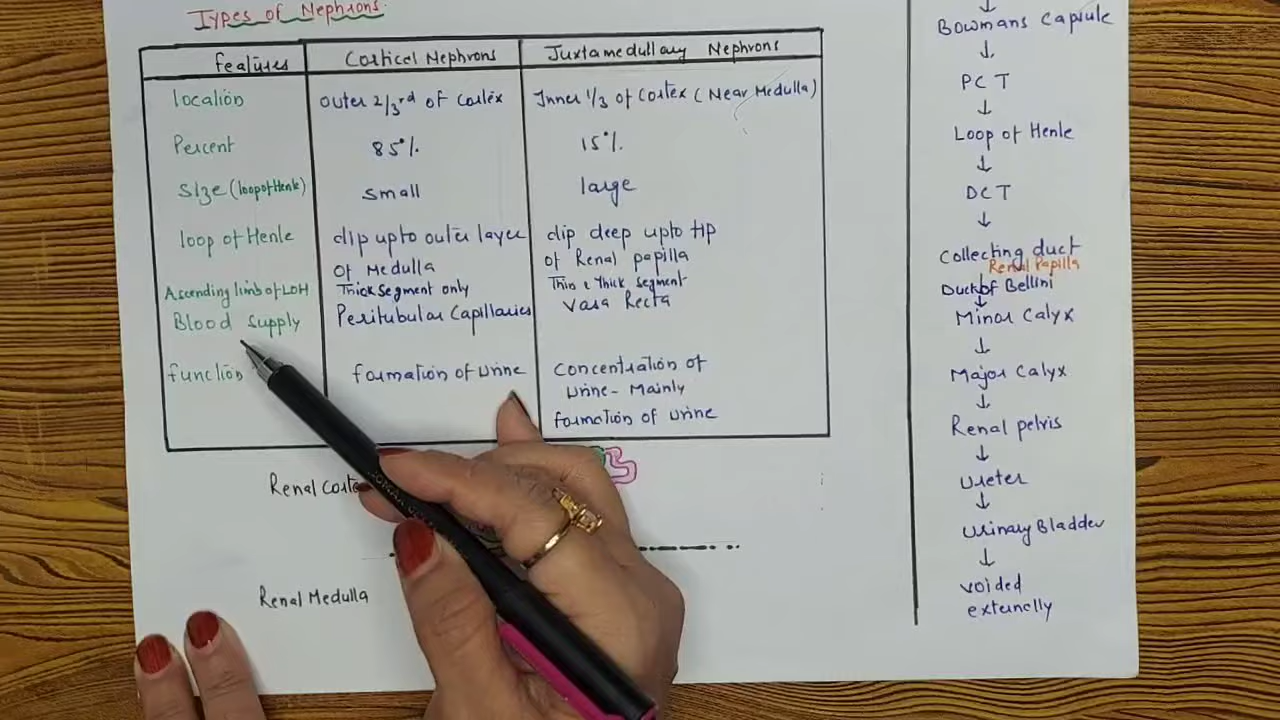 Types of Nephrons
features Cortical Nephrons Juxtamedullary Nephrons
location outer 2/3rd of cortex Inner 1/3 of cortex (Near Medulla)
Percent 85% 15%
Size (loop of Henle) small large
loop of Henle dip upto outer layer dip deep upto tip
of Medulla of Renal papilla
Ascending limb of LOH Thick segment only Thin & Thick segment
Blood supply Peritubular Capillaries Vasa Recta
function formation of urine Concentration of
urine - Mainly
formation of urine
Renal Corte
Renal Medulla
↓
Bowmans Capsule
↓
PCT
↓
Loop of Henle
↓
DCT
↓
Collecting duct
Renal Papilla
Duct of Bellini
↓
Minor Calyx
↓
Major Calyx
↓
Renal pelvis
↓
ureter
↓
urinary Bladder
↓
voided
externelly